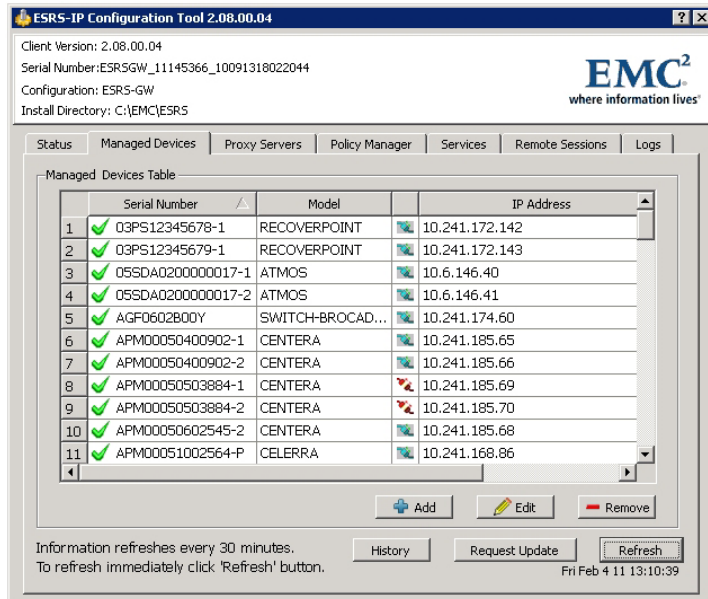 ESRS-IP Configuration Tool 2.08.00.04
Client Version: 2.08.00.04
Serial Number:ESRSGW_11145366_10091318022044
Configuration: ESRS-GW
Install Directory: C:\EMC\ESRS
EMC²
where information lives®
Status Managed Devices Proxy Servers Policy Manager Services Remote Sessions Logs
Managed Devices Table
Serial Number Model IP Address
1 03PS12345678-1 RECOVERPOINT 10.241.172.142
2 03PS12345679-1 RECOVERPOINT 10.241.172.143
3 05SDA0200000017-1 ATMOS 10.6.146.40
4 05SDA0200000017-2 ATMOS 10.6.146.41
5 AGF0602B00Y SWITCH-BROCAD... 10.241.174.60
6 APM00050400902-1 CENTERA 10.241.185.65
7 APM00050400902-2 CENTERA 10.241.185.66
8 APM00050503884-1 CENTERA 10.241.185.69
9 APM00050503884-2 CENTERA 10.241.185.70
10 APM00050602545-2 CENTERA 10.241.185.68
11 APM00051002564-P CELERRA 10.241.168.86
Add Edit Remove
Information refreshes every 30 minutes.
To refresh immediately click 'Refresh' button.
History Request Update Refresh
Fri Feb 4 11 13:10:39